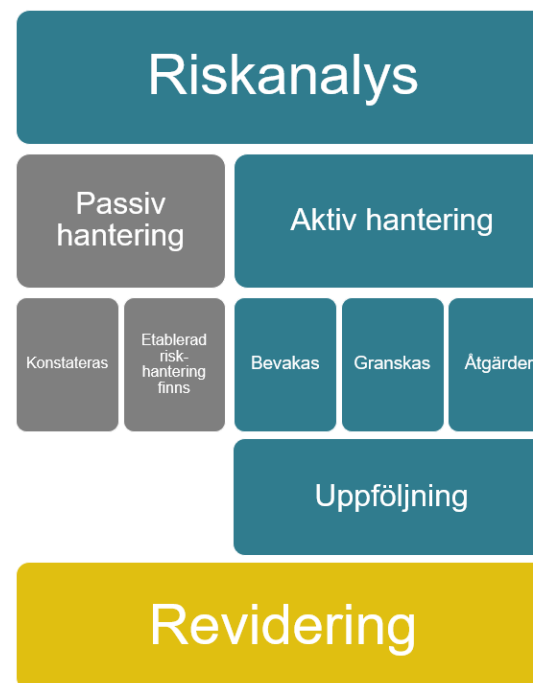 Riskanalys
Passiv
hantering
Aktiv hantering
Konstateras
Etablerad
risk-
hantering
finns
Bevakas
Granskas
Åtgärder
Uppföljning
Revidering